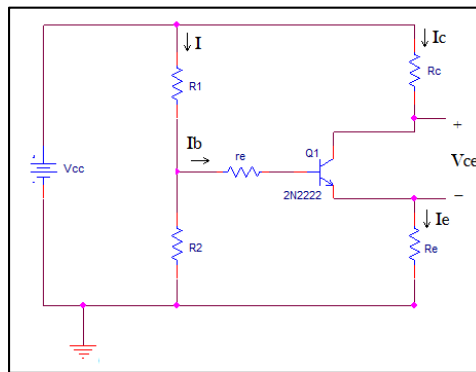 I
Ic
R1
Rc
Ib
re
Q1
+
Vcc
Vce
2N2222
−
Ie
R2
Re